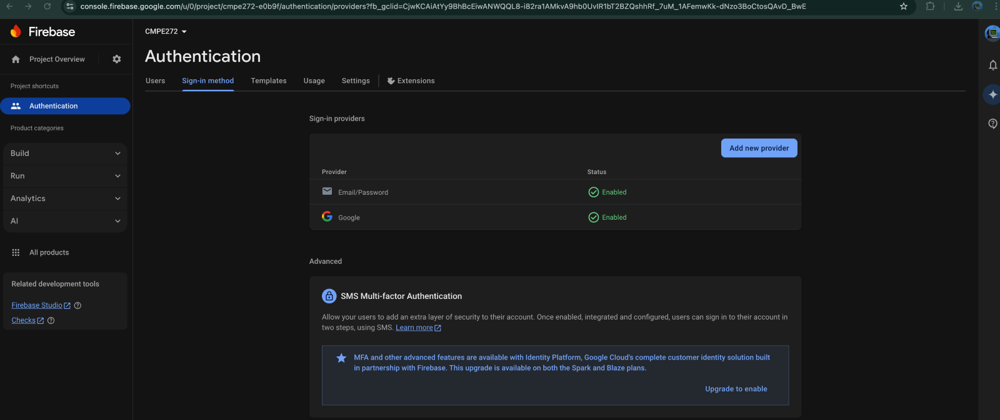 console.firebase.google.com/u/0/project/cmpe272-e0b9f/authentication/providers?fb_gclid=CjwKCAiAtYy9BhBcEiwANWQQL8-i82ra1AMkvA9hb0UvIR1bT2BZQshhRf_7uM_1AFemwKk-dNzo3BoCtosQAvD_BwE
Firebase
Project Overview
Project shortcuts
Authentication
Product categories
Build
Run
Analytics
AI
All products
Related development tools
Firebase Studio
Checks
CMPE272
Authentication
Users Sign-in method Templates Usage Settings Extensions
Sign-in providers
Add new provider
Provider Status
Email/Password Enabled
Google Enabled
Advanced
SMS Multi-factor Authentication
Allow your users to add an extra layer of security to their account. Once enabled, integrated and configured, users can sign in to their account in
two steps, using SMS. Learn more
MFA and other advanced features are available with Identity Platform, Google Cloud's complete customer identity solution built
in partnership with Firebase. This upgrade is available on both the Spark and Blaze plans.
Upgrade to enable